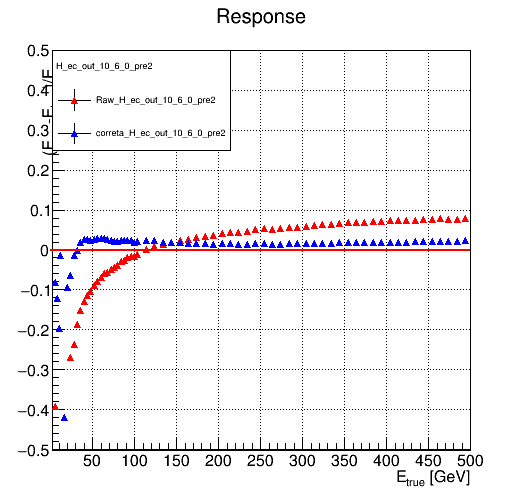 Response
0.5
H_ec_out_10_6_0_pre2
0.4
Raw_H_ec_out_10_6_0_pre2
0.3
correta_H_ec_out_10_6_0_pre2
0.2
0.1
0
−0.1
−0.2
−0.3
−0.4
−0.5
50 100 150 200 250 300 350 400 450 500
E_true [GeV]